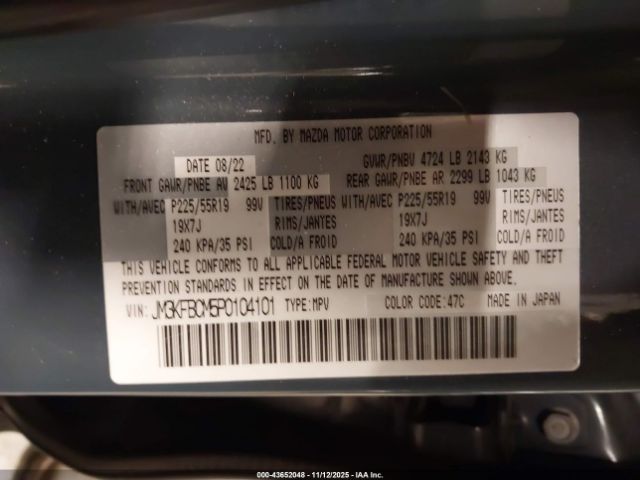 MFD. BY MAZDA MOTOR CORPORATION
DATE 08/22 GVWR/PNBV 4724 LB 2143 KG
FRONT GAWR/PNBE AV 2425 LB 1100 KG REAR GAWR/PNBE AR 2299 LB 1043 KG
WITH/AVEC P225/55R19 99V TIRES/PNEUS WITH/AVEC P225/55R19 99V TIRES/PNEUS
19X7J RIMS/JANTES 19X7J RIMS/JANTES
240 KPA/35 PSI COLD/A FROID 240 KPA/35 PSI COLD/A FROID
THIS VEHICLE CONFORMS TO ALL APPLICABLE FEDERAL MOTOR VEHICLE SAFETY AND THEFT
PREVENTION STANDARDS IN EFFECT ON THE DATE OF MANUFACTURE SHOWN ABOVE.
VIN: JM3KFBCM5P0104101 TYPE:MPV COLOR CODE:47C MADE IN JAPAN
000-43652048 - 11/12/2025 - IAA Inc.